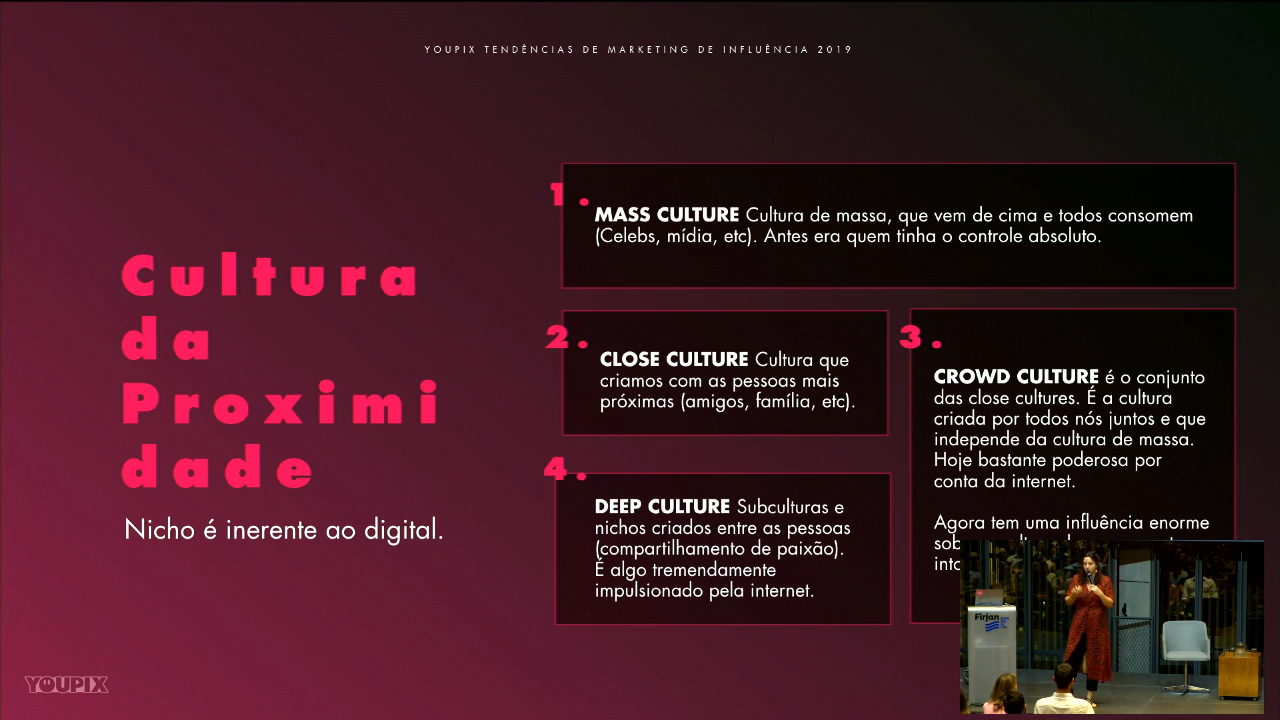 YOUPIX TENDÊNCIAS DE MARKETING DE INFLUÊNCIA 2019
Cultura
da
Proximi
dade
Nicho é inerente ao digital.
1.
MASS CULTURE Cultura de massa, que vem de cima e todos consomem
(Celebs, mídia, etc). Antes era quem tinha o controle absoluto.
2.
CLOSE CULTURE Cultura que
criamos com as pessoas mais
próximas (amigos, família, etc).
3.
CROWD CULTURE é o conjunto
das close cultures. É a cultura
criada por todos nós juntos e que
independe da cultura de massa.
Hoje bastante poderosa por
conta da internet.
Agora tem uma influência enorme
4.
DEEP CULTURE Subculturas e
nichos criados entre as pessoas
(compartilhamento de paixão).
É algo tremendamente
impulsionado pela internet.
Firjan
YOUPIX